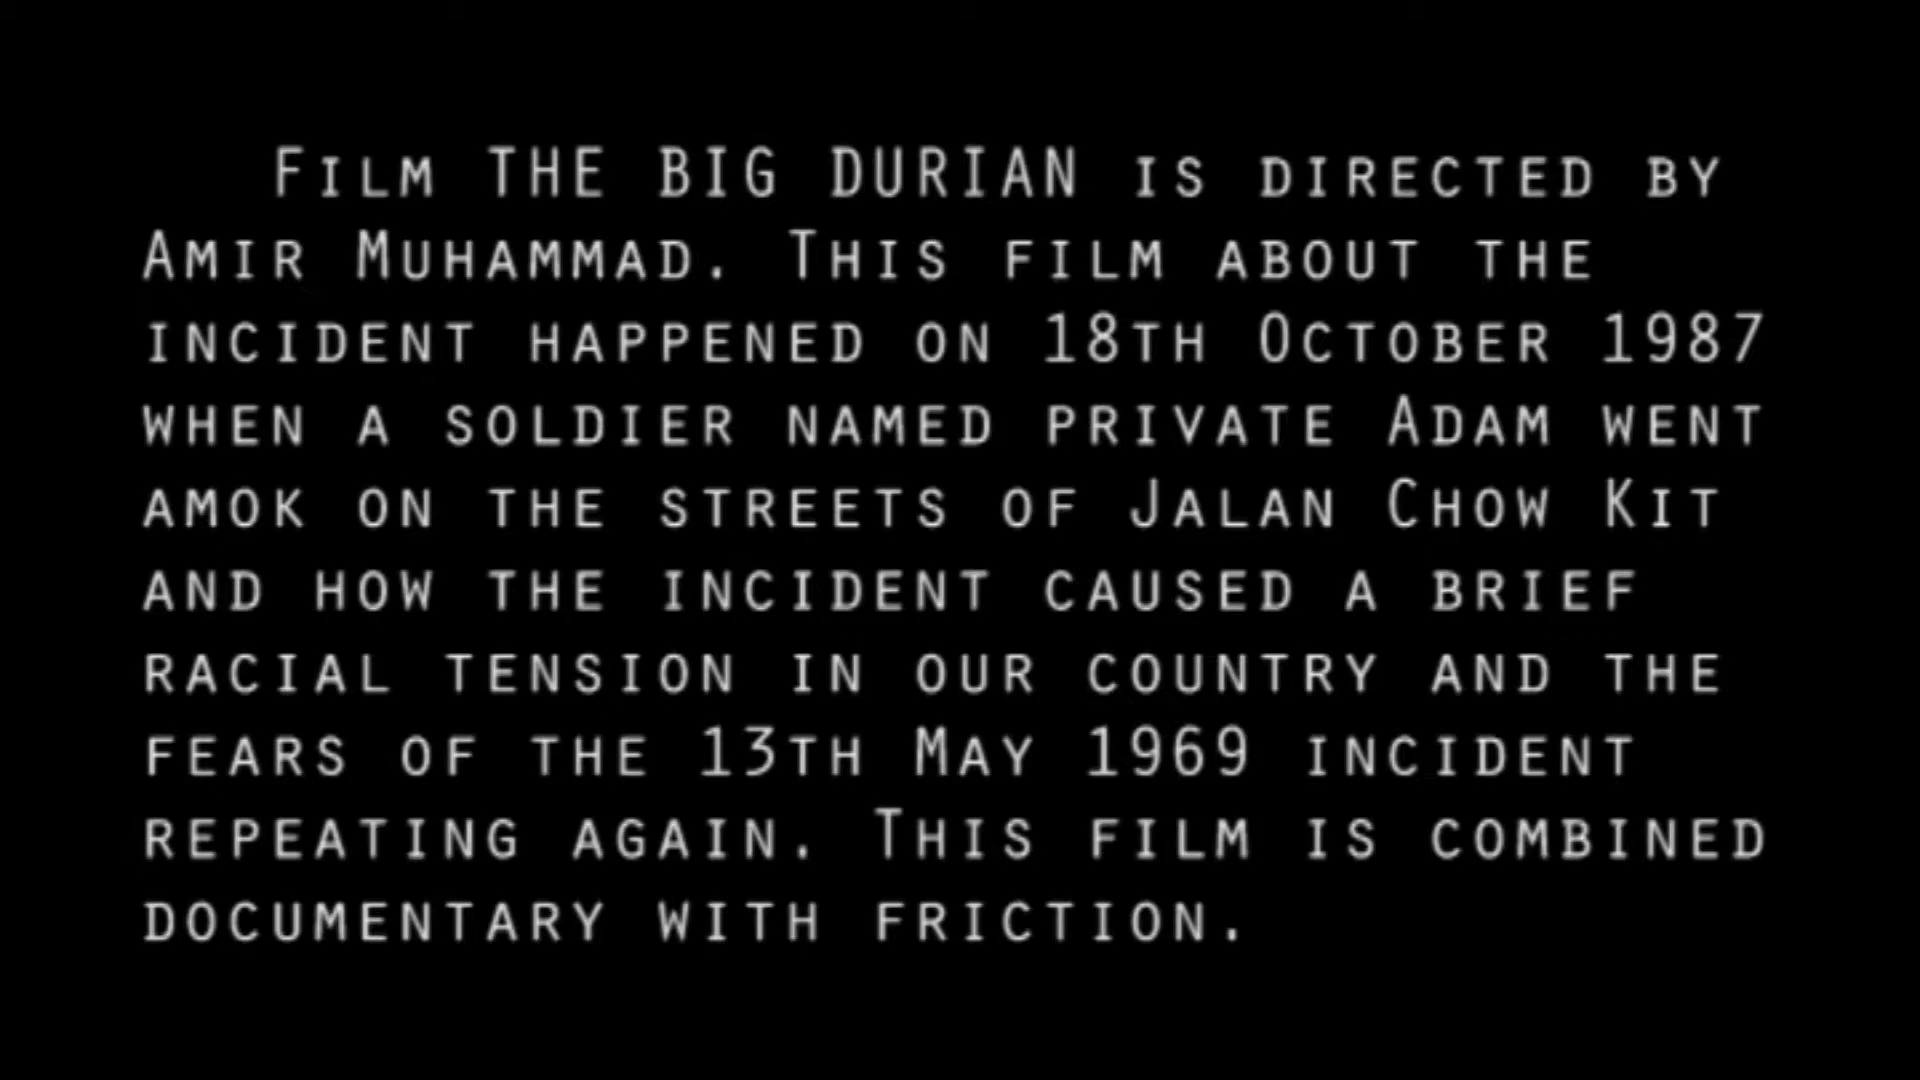 Film THE BIG DURIAN is directed by
Amir Muhammad. This film about the
incident happened on 18th October 1987
when a soldier named private Adam went
amok on the streets of Jalan Chow Kit
and how the incident caused a brief
racial tension in our country and the
fears of the 13th May 1969 incident
repeating again. This film is combined
documentary with friction.